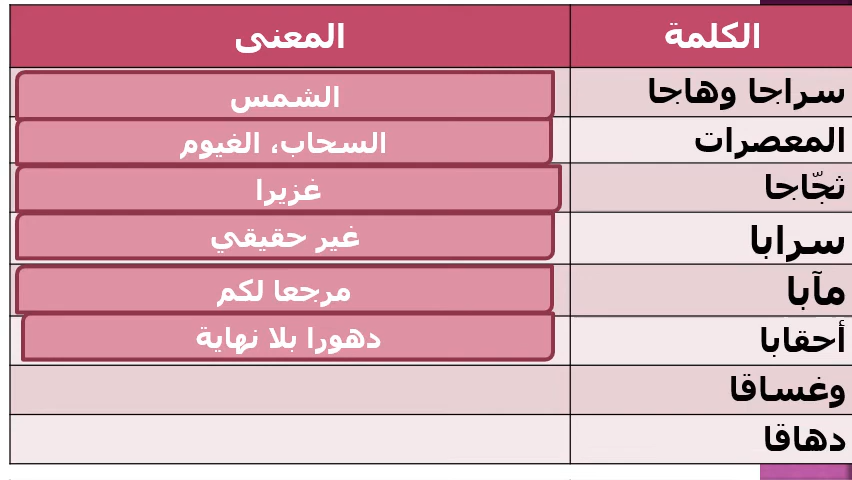 الكلمة المعنى
سراجا وهاجا الشمس
المعصرات السحاب، الغيوم
ثجّاجا غزيرا
سرابا غير حقيقي
مآبا مرجعا لكم
أحقابا دهورا بلا نهاية
وغساقا
دهاقا